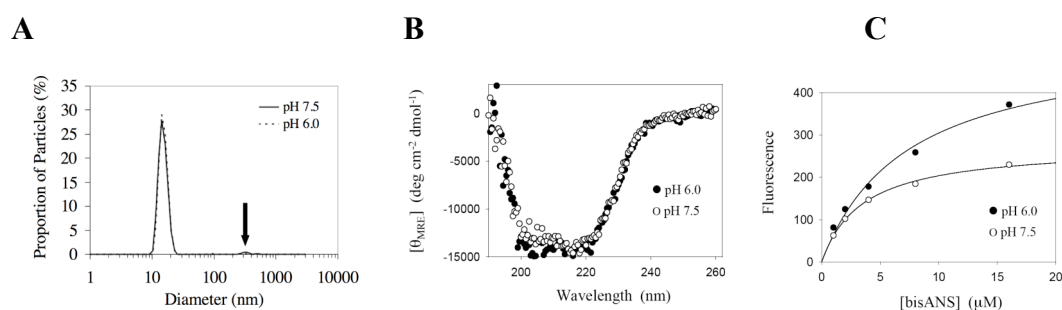 A
B
C
Proportion of Particles (%)
35
30
25
20
15
10
5
0
pH 7.5
pH 6.0
1
10
100
1000
10000
Diameter (nm)
[θMRE] (deg cm⁻² dmol⁻¹)
0
-5000
-10000
-15000
pH 6.0
pH 7.5
200
220
240
260
Wavelength (nm)
Fluorescence
400
300
200
100
0
pH 6.0
pH 7.5
0
5
10
15
20
[bisANS] (μM)